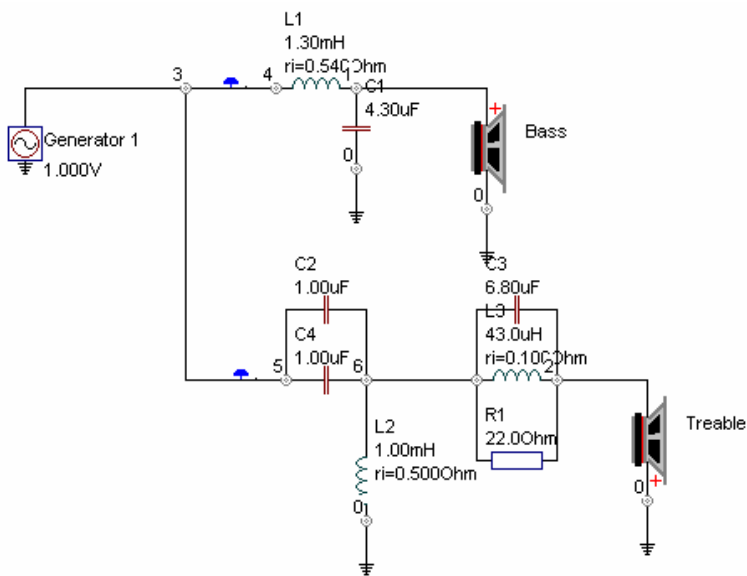 L1
1.30mH
ri=0.540Ohm
3
4
1
C1
4.30uF
Generator 1
1.000V
0
+
Bass
0
C2
1.00uF
C3
6.80uF
C4
1.00uF
L3
43.0uH
ri=0.100Ohm
5
6
2
R1
22.0Ohm
L2
1.00mH
ri=0.500Ohm
0
Treable
0
+